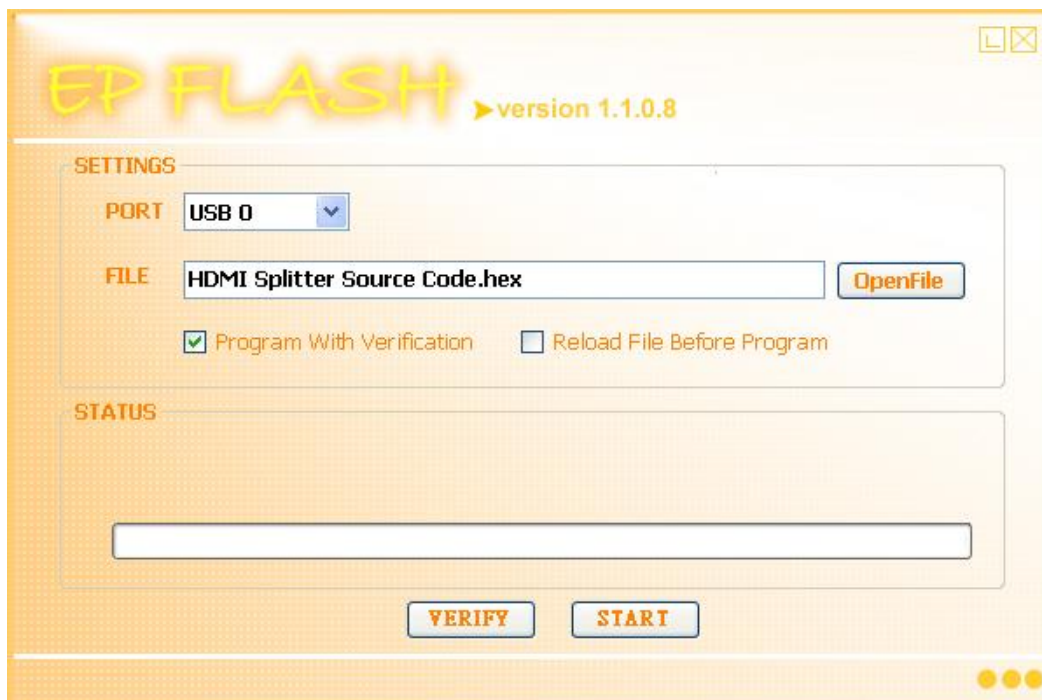 EP FLASH
➤version 1.1.0.8
SETTINGS
PORT USB 0
FILE HDMI Splitter Source Code.hex OpenFile
Program With Verification Reload File Before Program
STATUS
VERIFY START